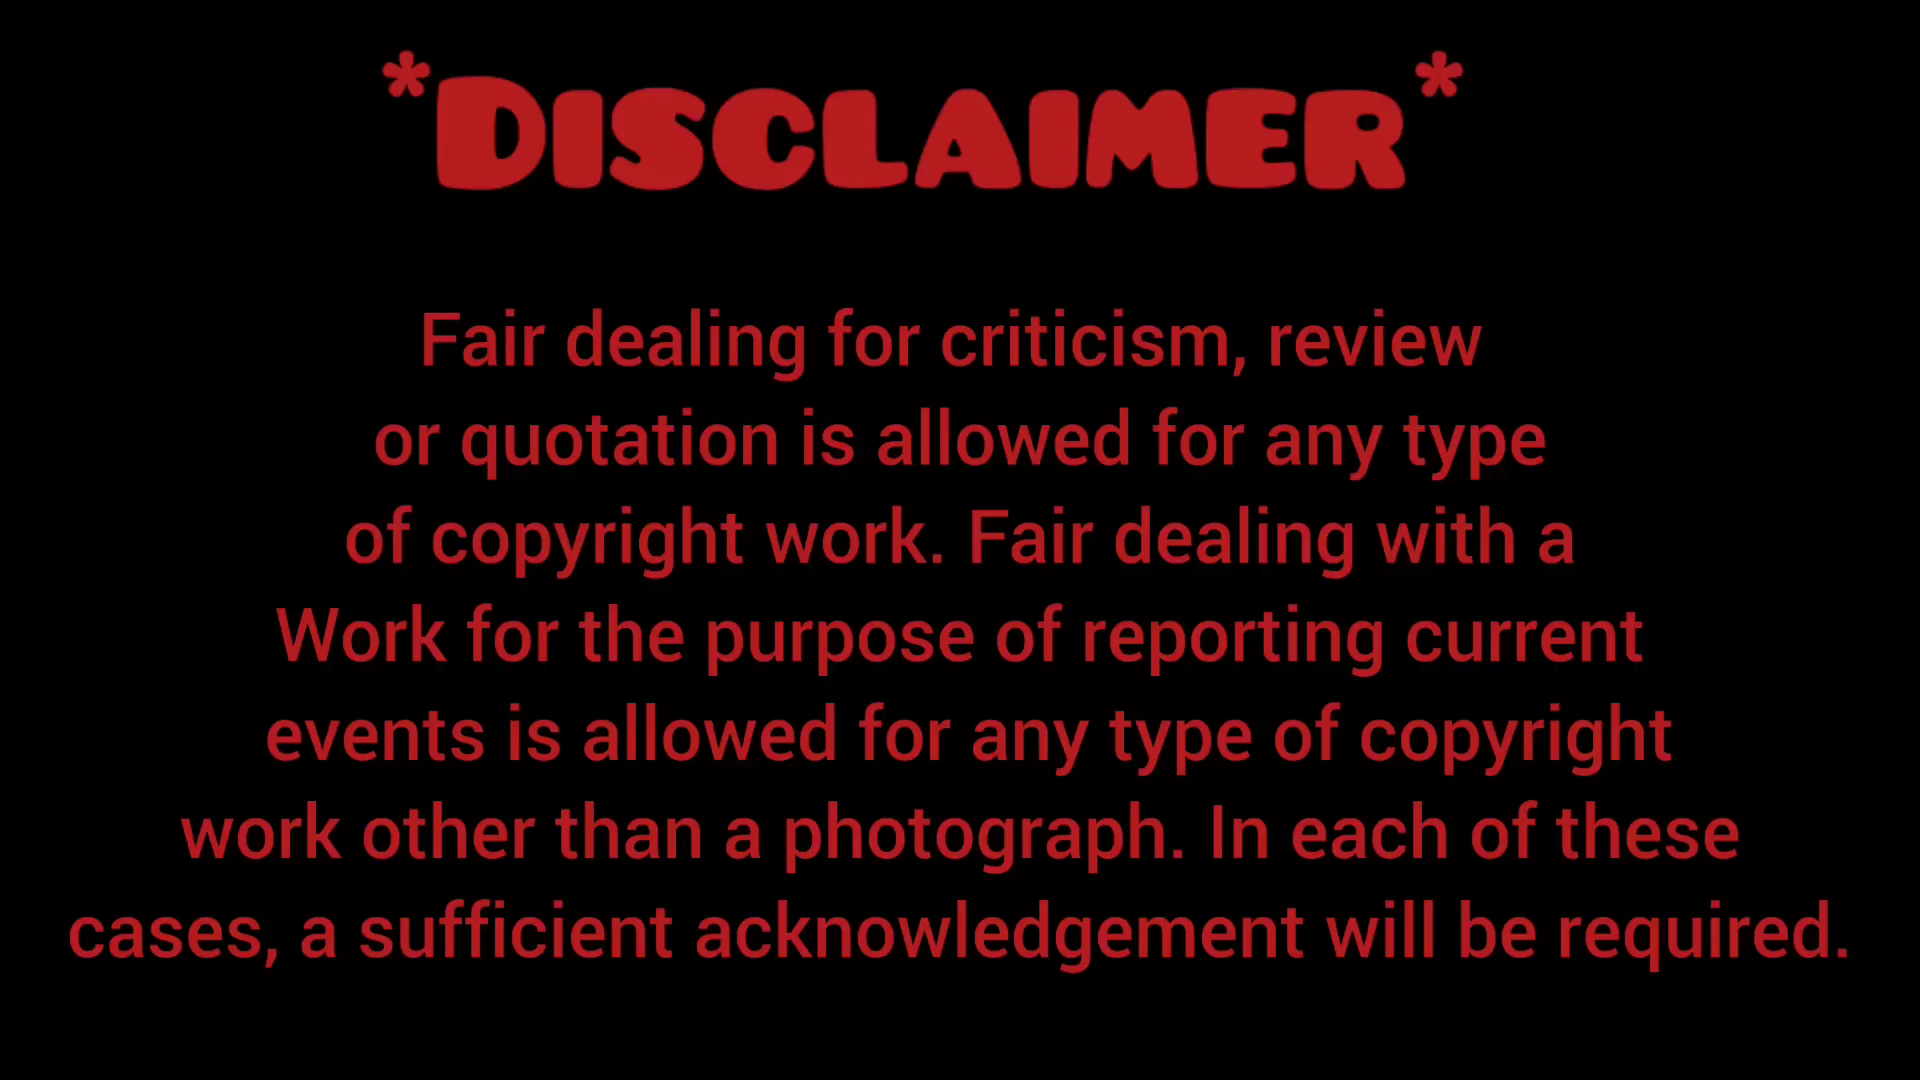 *DISCLAIMER*
Fair dealing for criticism, review
or quotation is allowed for any type
of copyright work. Fair dealing with a
Work for the purpose of reporting current
events is allowed for any type of copyright
work other than a photograph. In each of these
cases, a sufficient acknowledgement will be required.